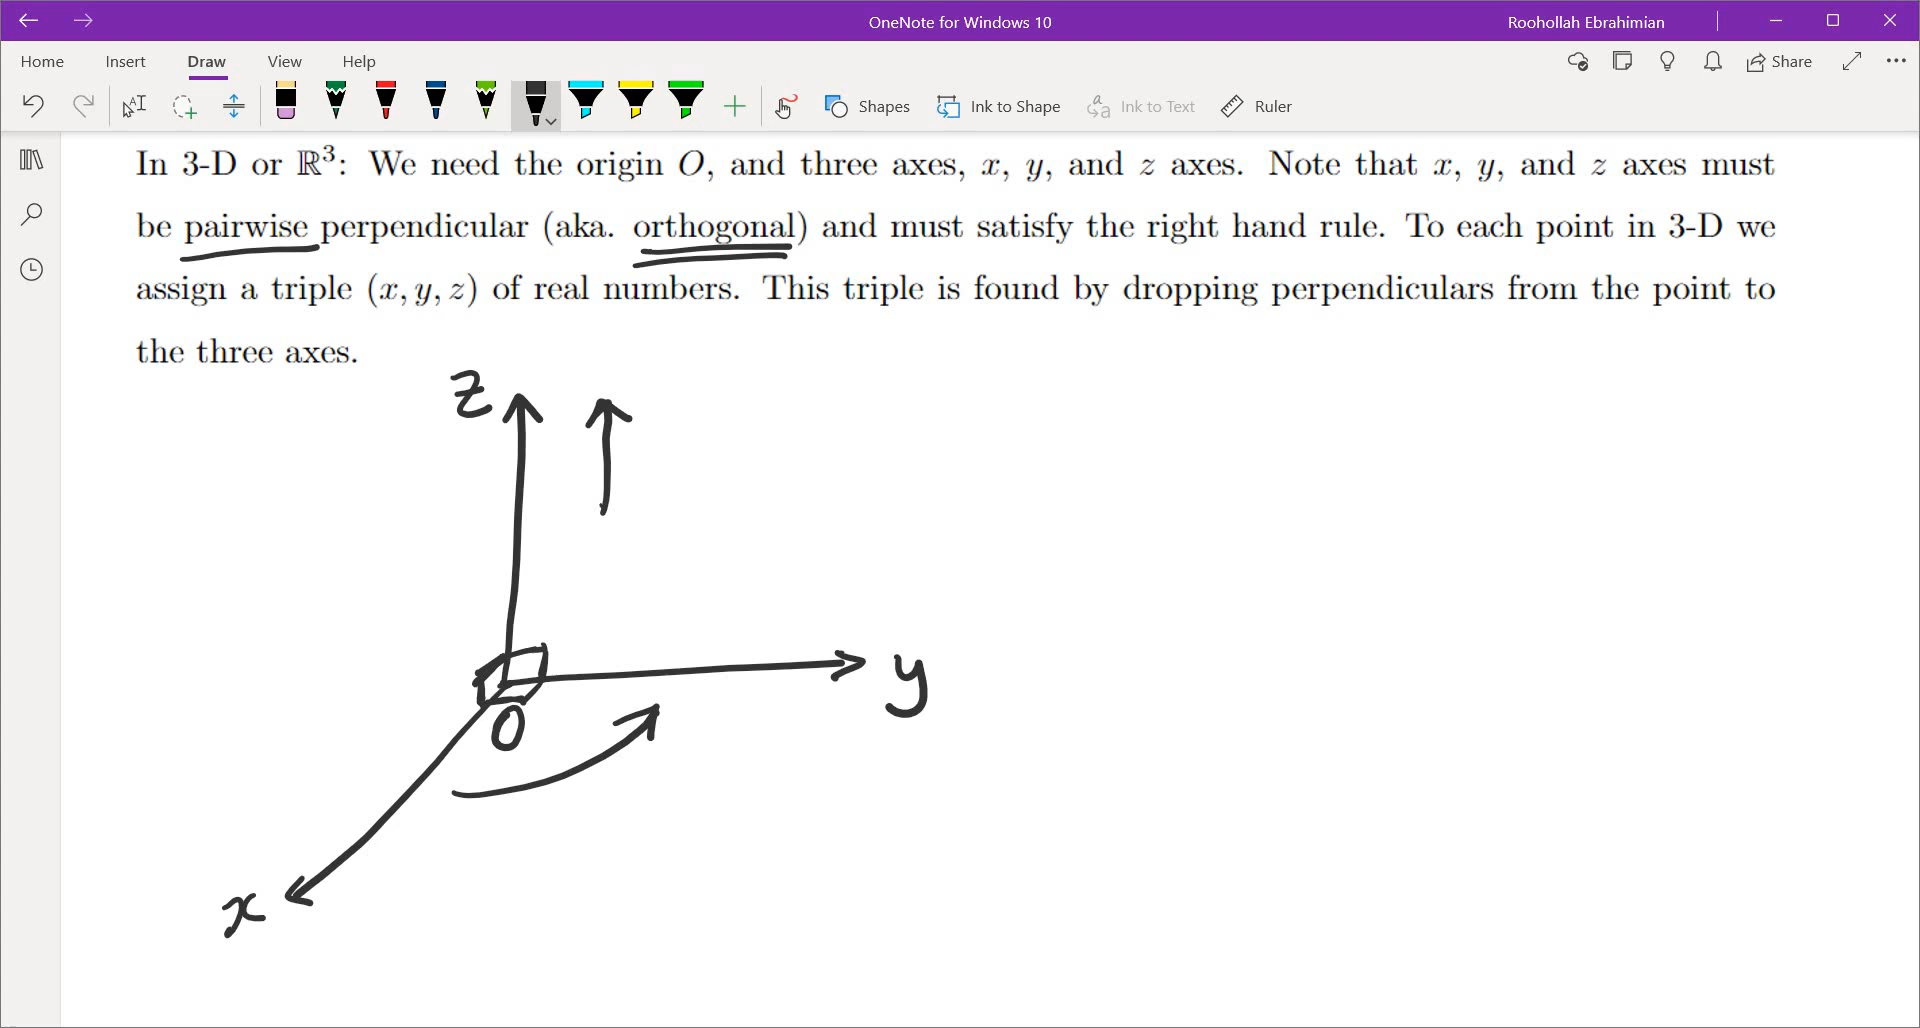 OneNote for Windows 10
Roohollah Ebrahimian
Home Insert Draw View Help
Share
Shapes Ink to Shape Ink to Text Ruler
In 3-D or ℝ³: We need the origin O, and three axes, x, y, and z axes. Note that x, y, and z axes must
be pairwise perpendicular (aka. orthogonal) and must satisfy the right hand rule. To each point in 3-D we
assign a triple (x, y, z) of real numbers. This triple is found by dropping perpendiculars from the point to
the three axes.
z
y
O
x